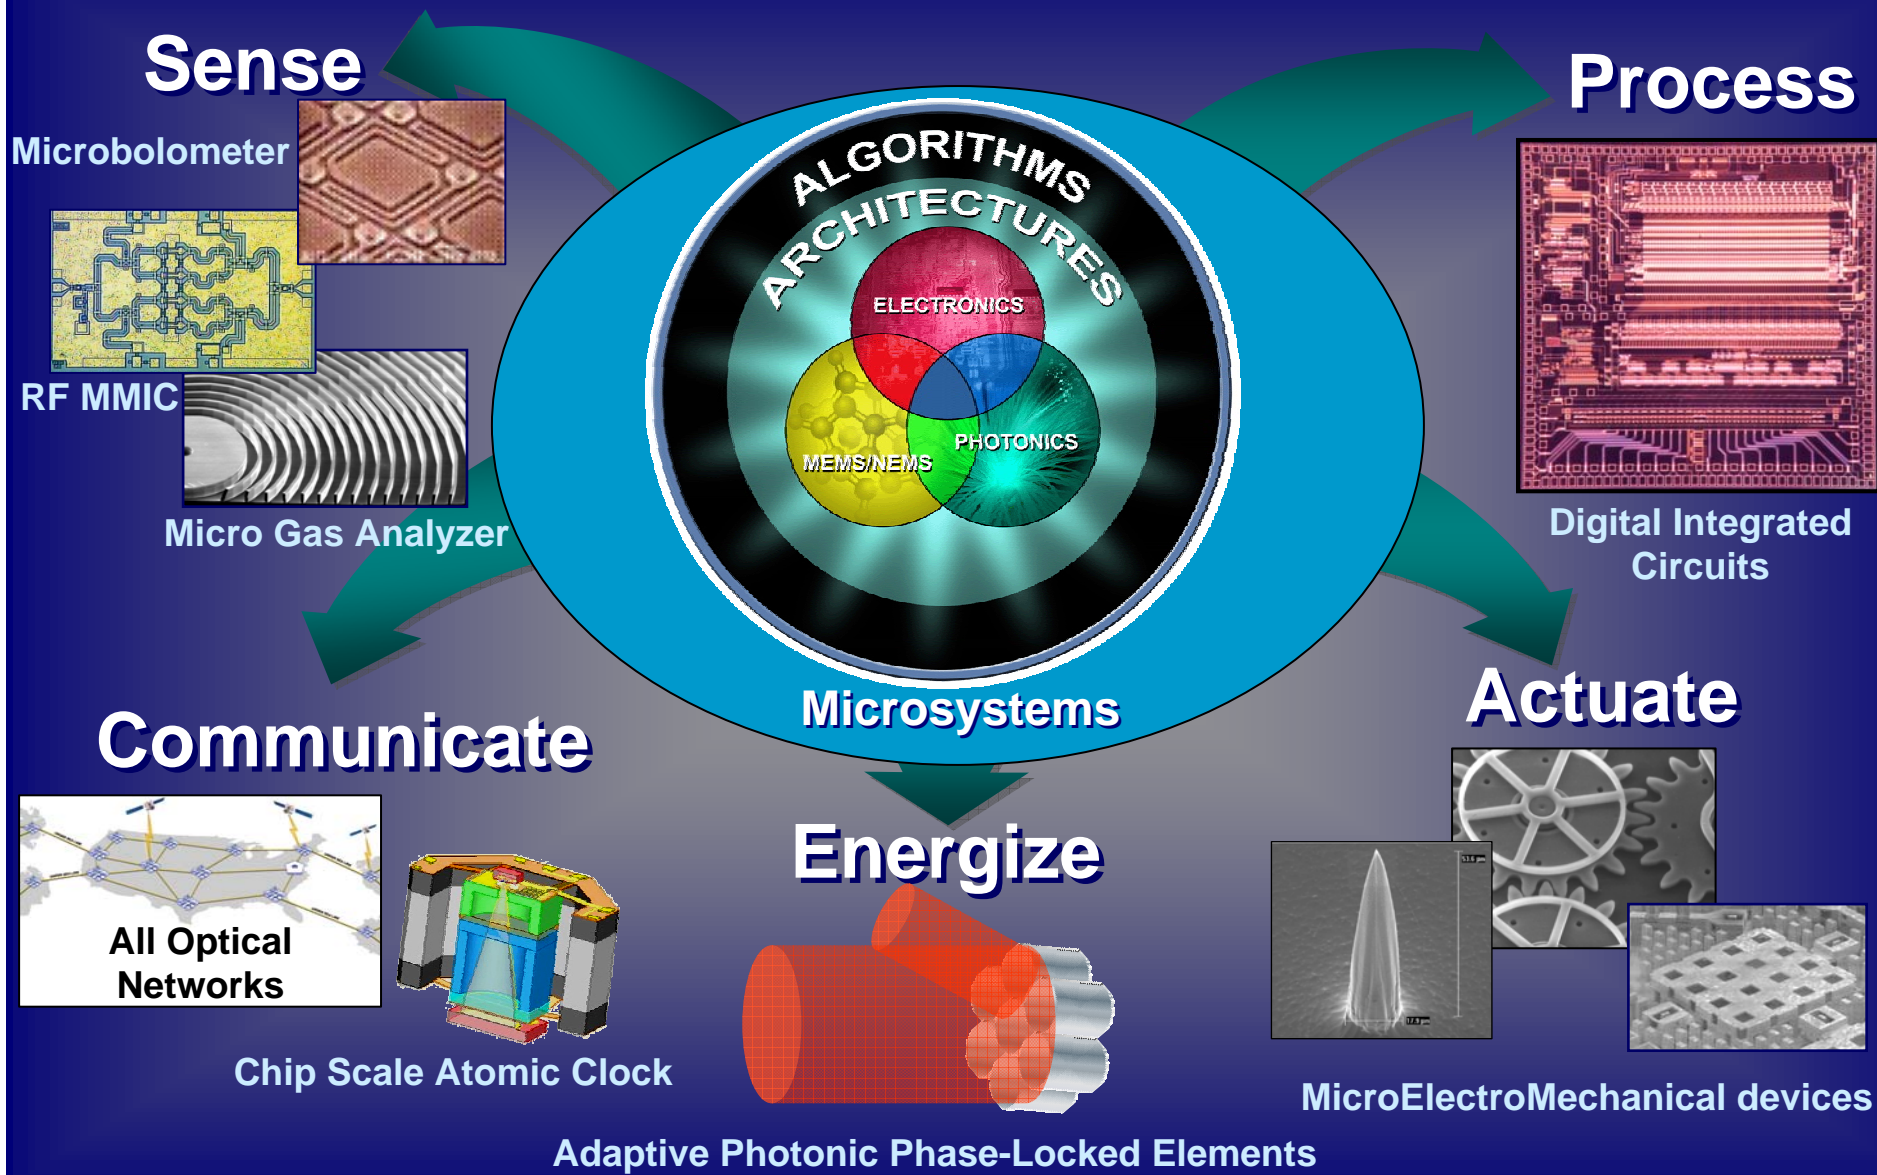 Sense
Process
Microbolometer
RF MMIC
Micro Gas Analyzer
ALGORITHMS
ARCHITECTURES
ELECTRONICS
MEMS/NEMS
PHOTONICS
Microsystems
Digital Integrated
Circuits
Communicate
All Optical
Networks
Chip Scale Atomic Clock
Energize
Adaptive Photonic Phase-Locked Elements
Actuate
MicroElectroMechanical devices